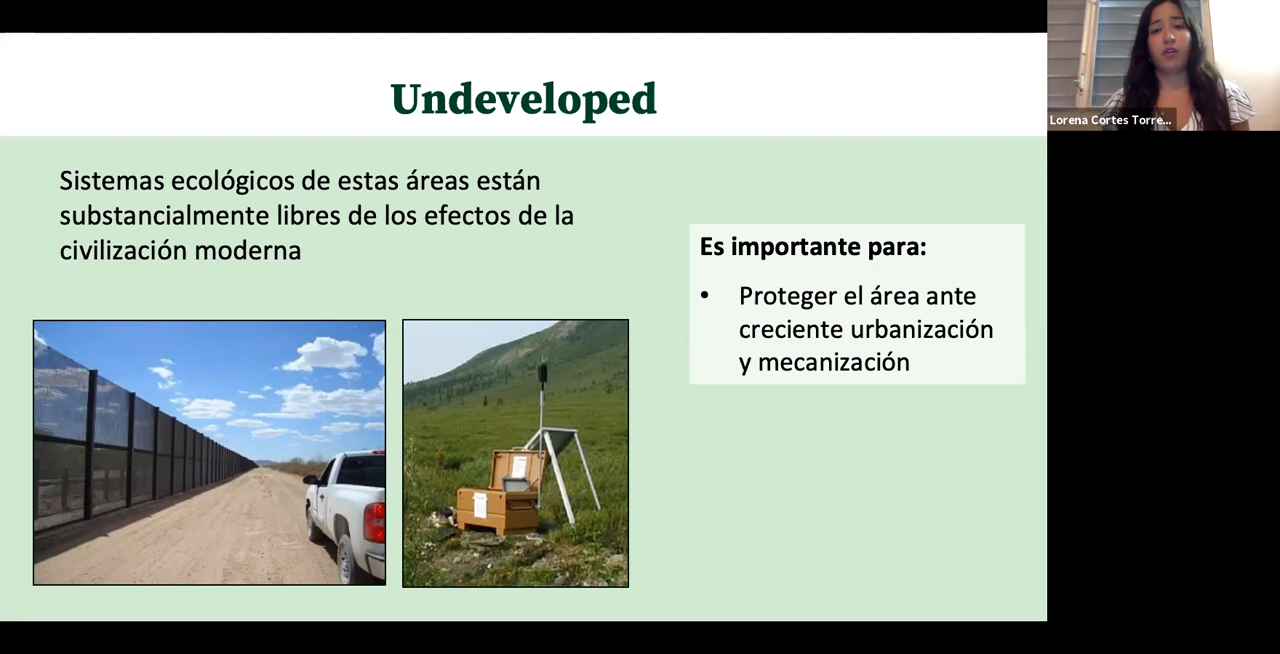 Undeveloped
Sistemas ecológicos de estas áreas están
substancialmente libres de los efectos de la
civilización moderna
Es importante para:
• Proteger el área ante
creciente urbanización
y mecanización
Lorena Cortes Torre...